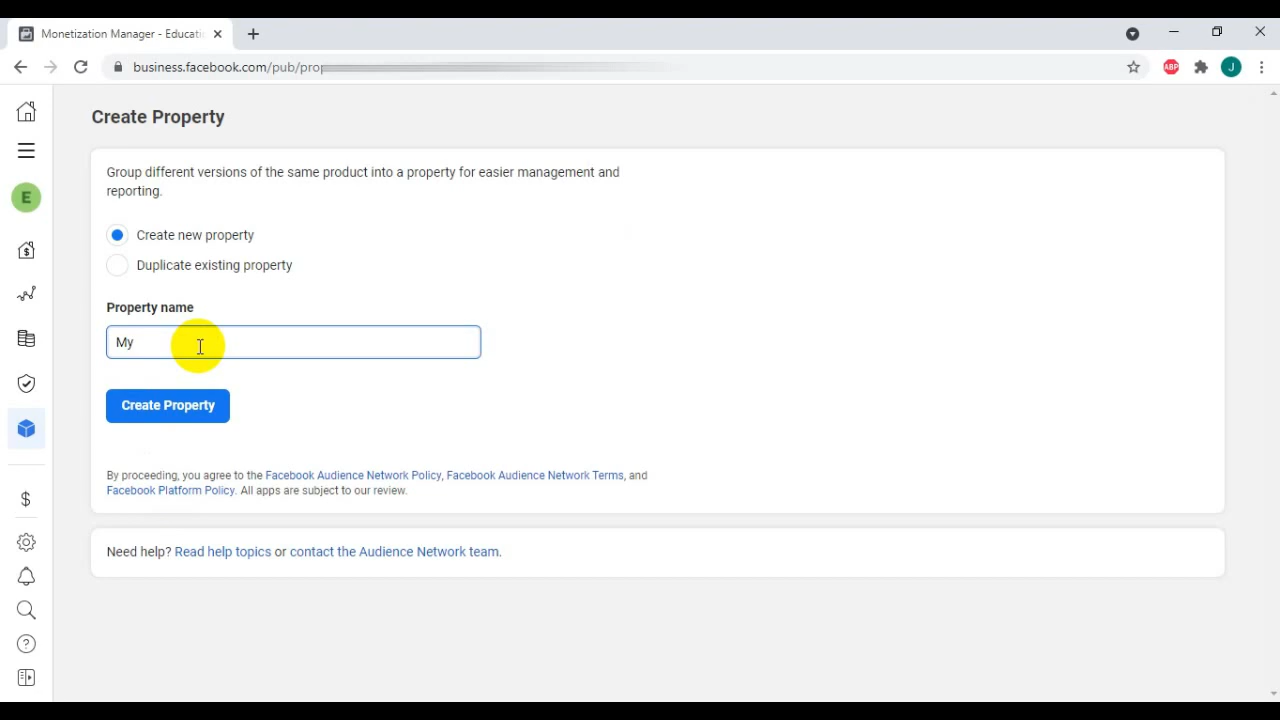 Monetization Manager - Educati
business.facebook.com/pub/prop
ABP
J
Create Property
Group different versions of the same product into a property for easier management and
reporting.
E
Create new property
Duplicate existing property
Property name
My
Create Property
By proceeding, you agree to the Facebook Audience Network Policy, Facebook Audience Network Terms, and
Facebook Platform Policy. All apps are subject to our review.
Need help? Read help topics or contact the Audience Network team.